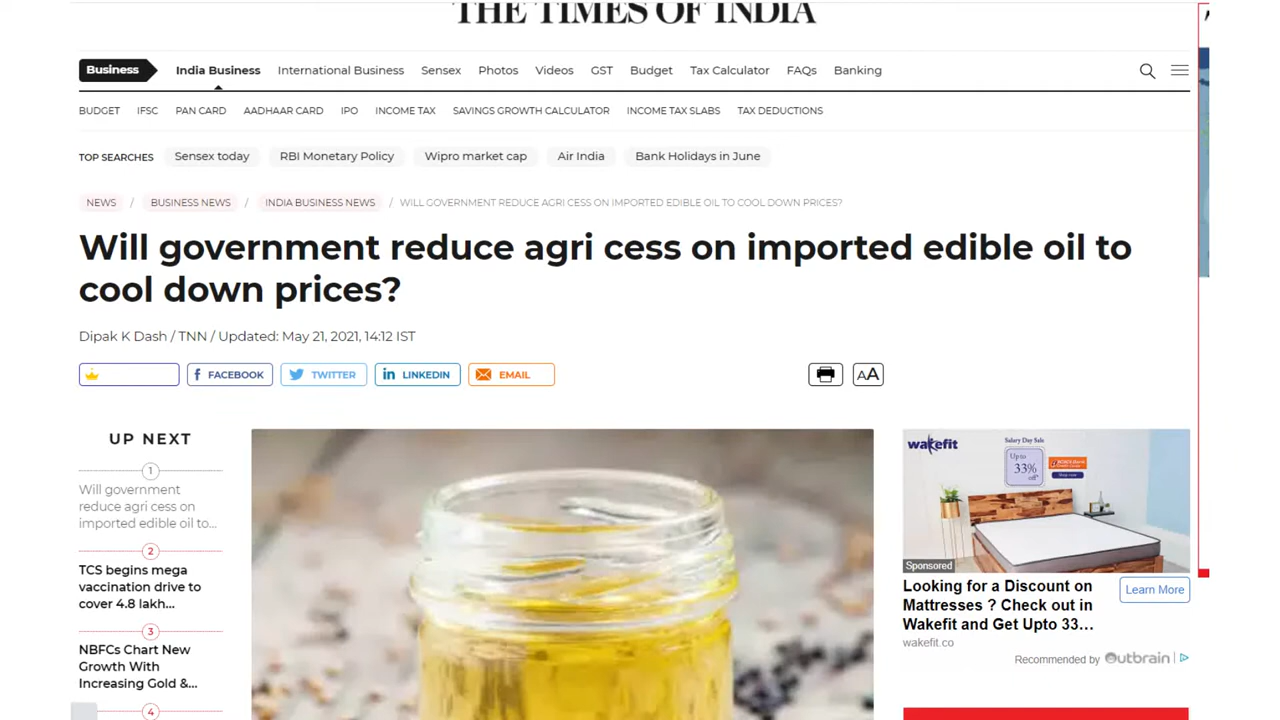 THE TIMES OF INDIA
Business India Business International Business Sensex Photos Videos GST Budget Tax Calculator FAQs Banking
BUDGET IFSC PAN CARD AADHAAR CARD IPO INCOME TAX SAVINGS GROWTH CALCULATOR INCOME TAX SLABS TAX DEDUCTIONS
TOP SEARCHES Sensex today RBI Monetary Policy Wipro market cap Air India Bank Holidays in June
NEWS / BUSINESS NEWS / INDIA BUSINESS NEWS / WILL GOVERNMENT REDUCE AGRI CESS ON IMPORTED EDIBLE OIL TO COOL DOWN PRICES?
Will government reduce agri cess on imported edible oil to
cool down prices?
Dipak K Dash / TNN / Updated: May 21, 2021, 14:12 IST
f FACEBOOK TWITTER in LINKEDIN EMAIL
AA
UP NEXT
1
Will government
reduce agri cess on
imported edible oil to...
2
TCS begins mega
vaccination drive to
cover 4.8 lakh...
3
NBFCs Chart New
Growth With
Increasing Gold &...
4
wakefit
Salary Day Sale
Up to
33%
off*
Sponsored
Looking for a Discount on
Mattresses ? Check out in
Wakefit and Get Upto 33...
Learn More
wakefit.co
Recommended by Outbrain